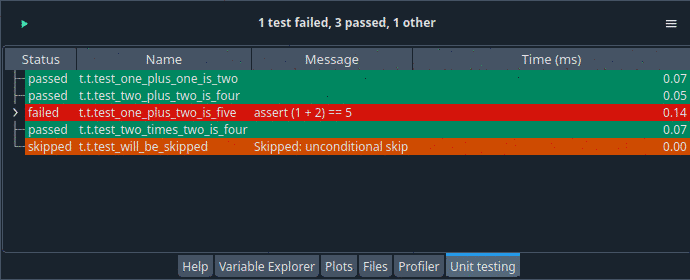 1 test failed, 3 passed, 1 other
Status Name Message Time (ms)
passed t.t.test_one_plus_one_is_two 0.07
passed t.t.test_two_plus_two_is_four 0.05
failed t.t.test_one_plus_two_is_five assert (1 + 2) == 5 0.14
passed t.t.test_two_times_two_is_four 0.07
skipped t.t.test_will_be_skipped Skipped: unconditional skip 0.00
Help Variable Explorer Plots Files Profiler Unit testing